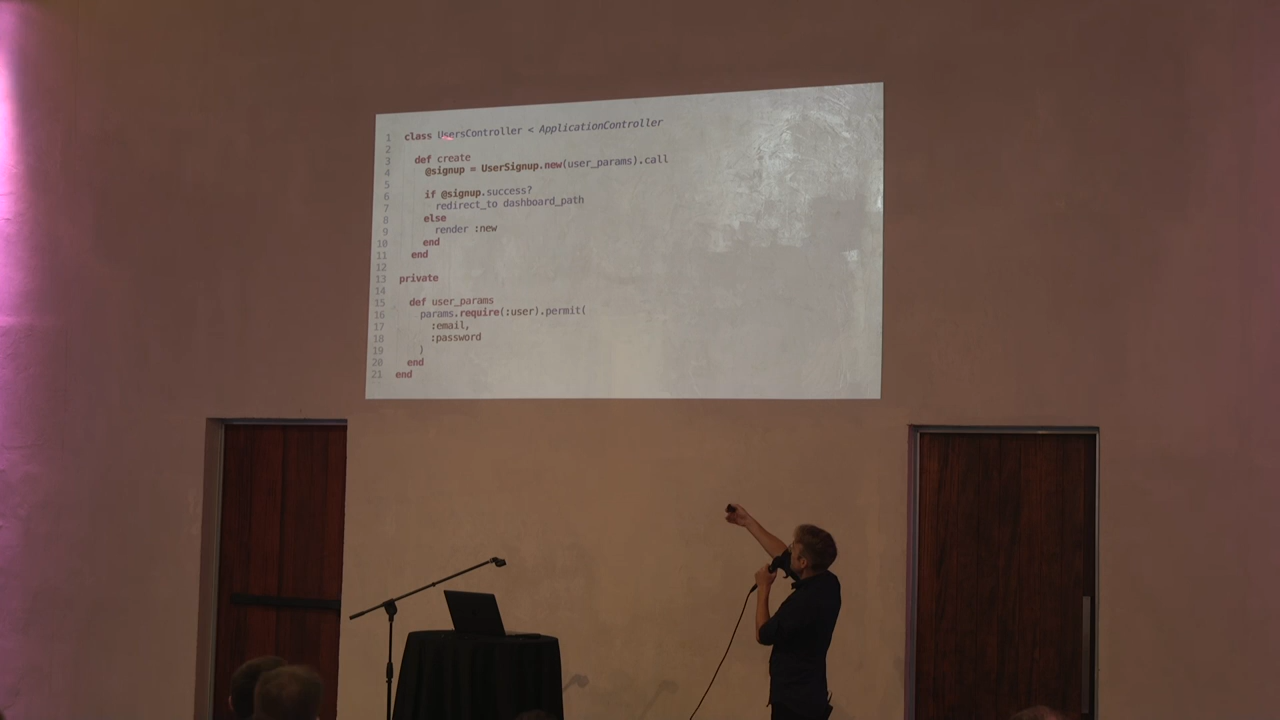 1 class UsersController < ApplicationController
2
3 def create
4 @signup = UserSignup.new(user_params).call
5
6 if @signup.success?
7 redirect_to dashboard_path
8 else
9 render :new
10 end
11 end
12
13 private
14
15 def user_params
16 params.require(:user).permit(
17 :email,
18 :password
19 )
20 end
21 end